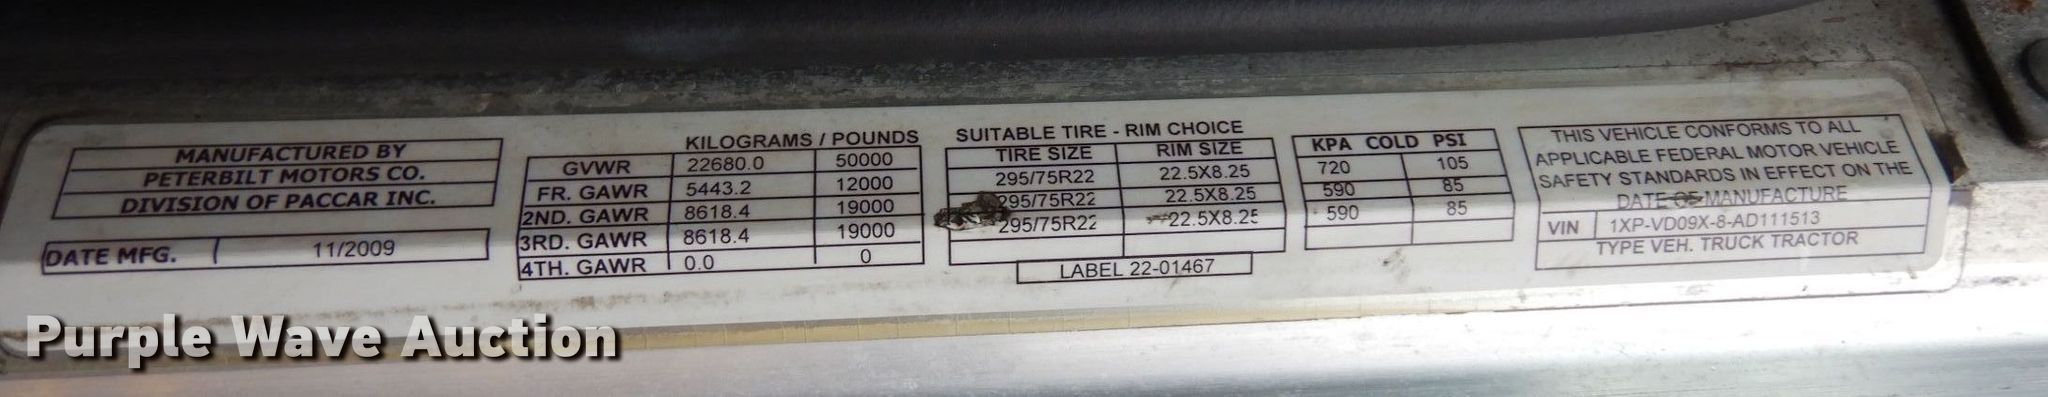 MANUFACTURED BY
PETERBILT MOTORS CO.
DIVISION OF PACCAR INC.
DATE MFG. 11/2009
KILOGRAMS / POUNDS
GVWR 22680.0 50000
FR. GAWR 5443.2 12000
2ND. GAWR 8618.4 19000
3RD. GAWR 8618.4 19000
4TH. GAWR 0.0 0
SUITABLE TIRE - RIM CHOICE
TIRE SIZE RIM SIZE
295/75R22 22.5X8.25
295/75R22 22.5X8.25
295/75R22 22.5X8.25
LABEL 22-01467
KPA COLD PSI
720 105
590 85
590 85
THIS VEHICLE CONFORMS TO ALL
APPLICABLE FEDERAL MOTOR VEHICLE
SAFETY STANDARDS IN EFFECT ON THE
DATE OF MANUFACTURE
VIN 1XP-VD09X-8-AD111513
TYPE VEH. TRUCK TRACTOR
Purple Wave Auction